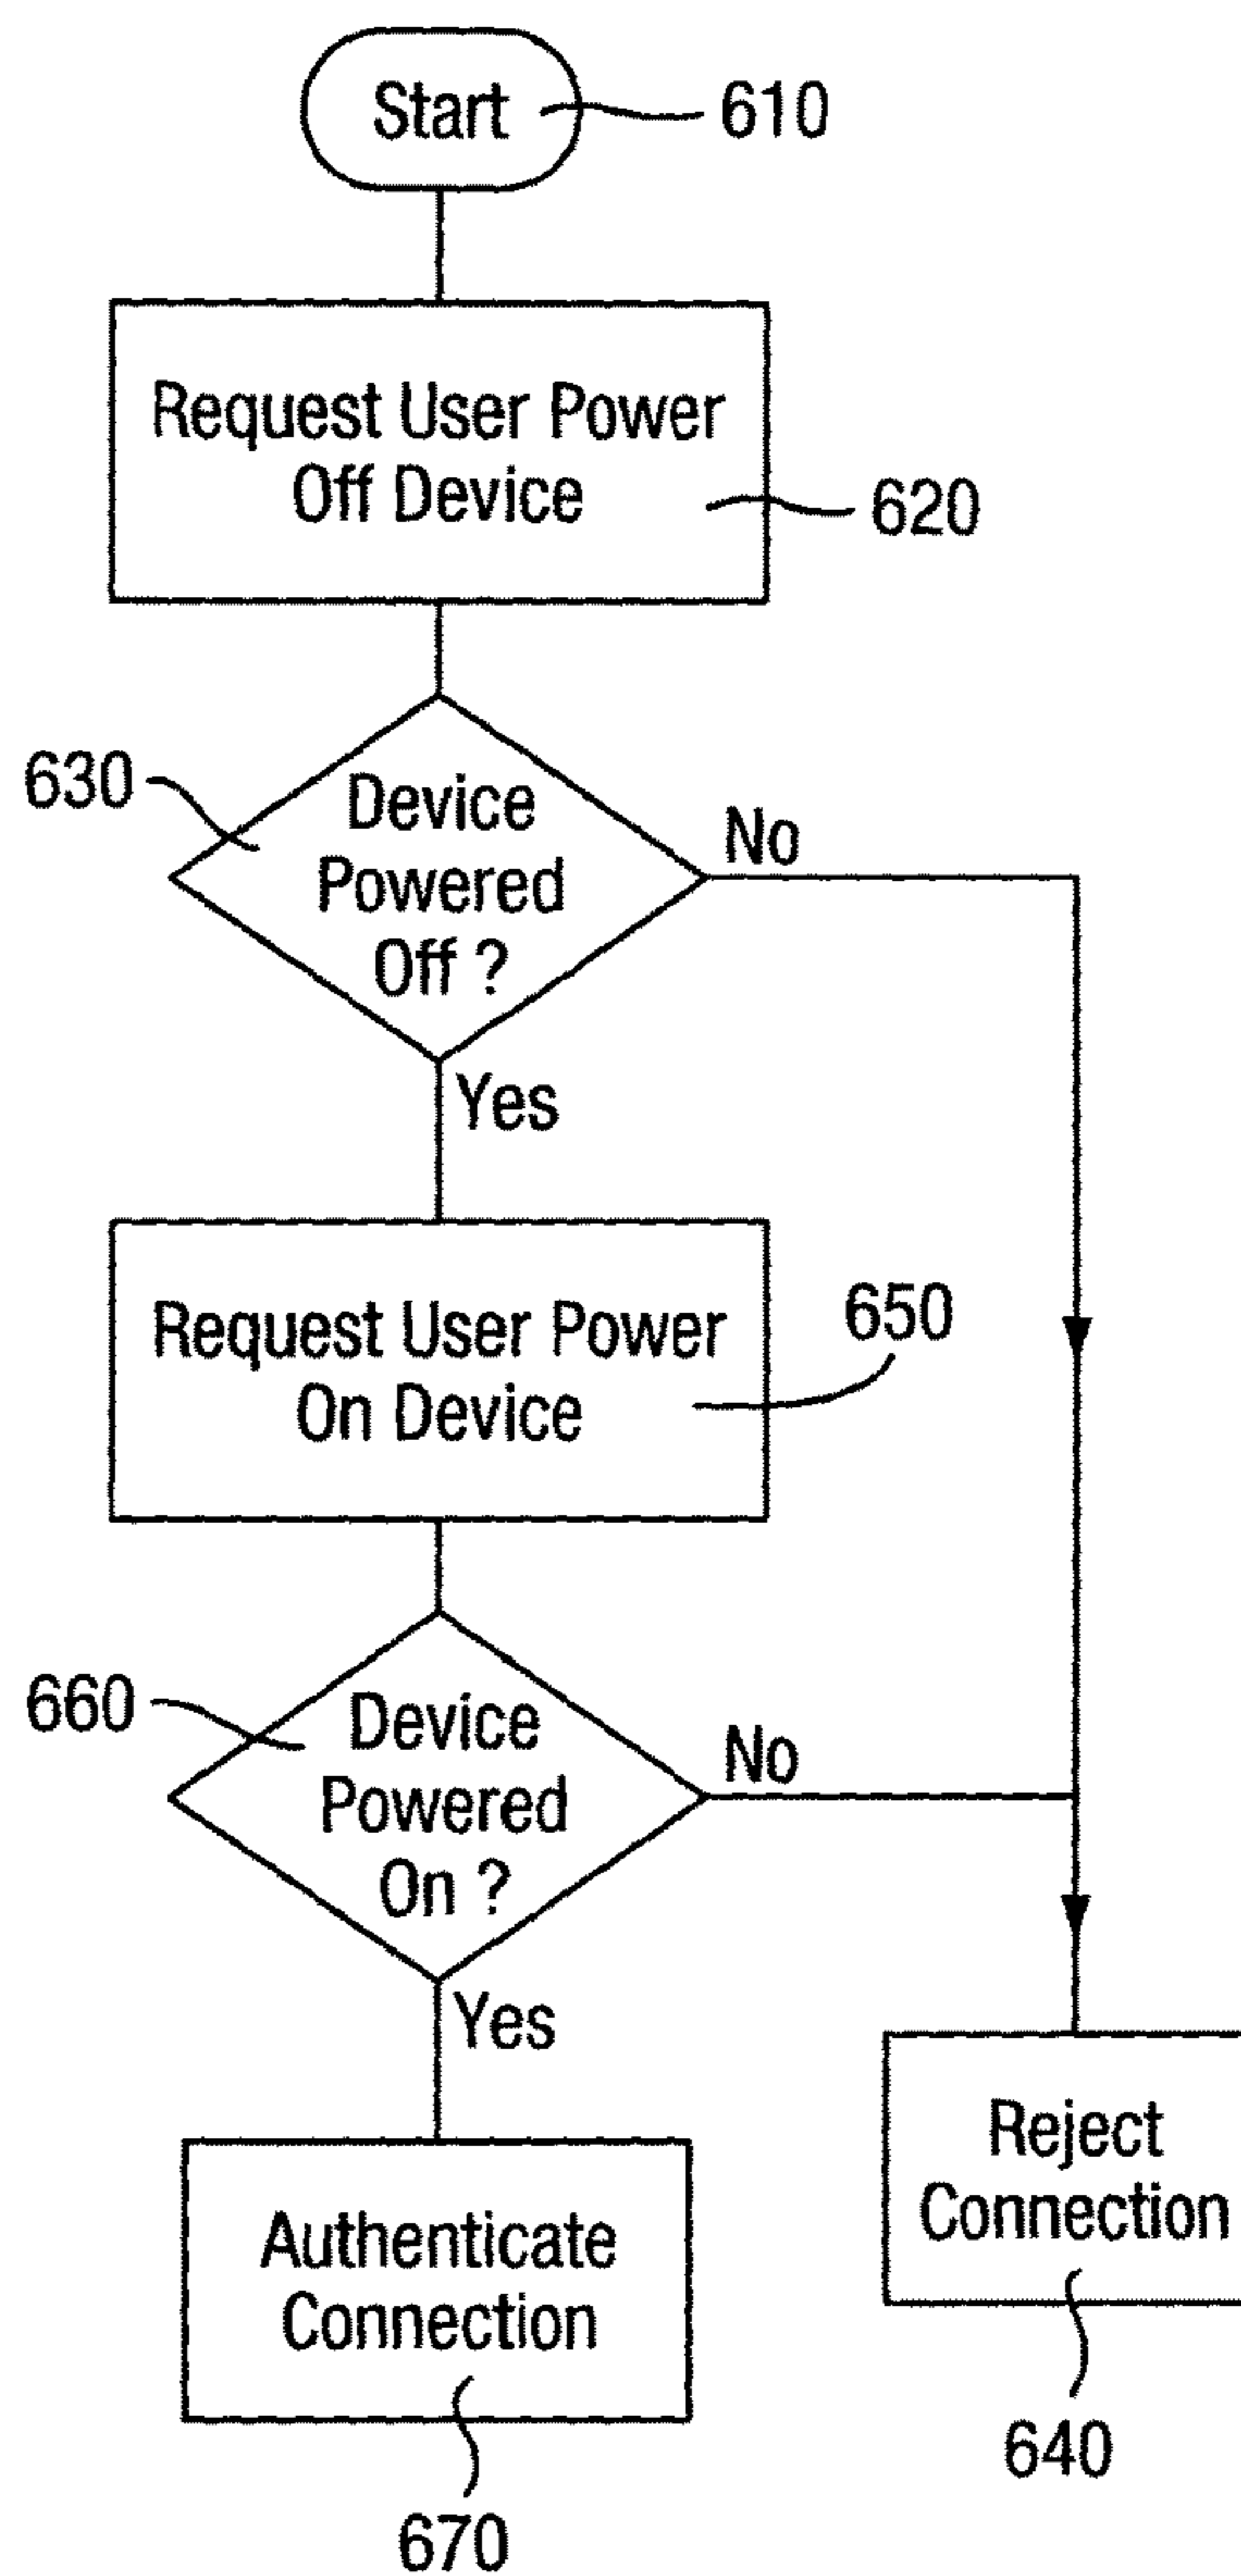 Start
610
Request User Power
Off Device
620
630
Device
Powered
Off ?
No
Yes
Request User Power
On Device
650
660
Device
Powered
On ?
No
Yes
Authenticate
Connection
670
Reject
Connection
640